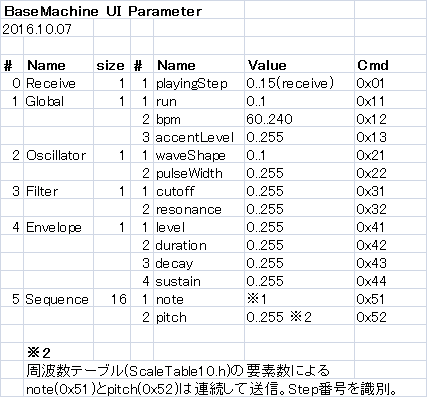 BaseMachine UI Parameter
2016.10.07
# Name size # Name Value Cmd
0 Receive 1 1 playingStep 0.15(receive) 0x01
1 Global 1 1 run 0.1 0x11
2 bpm 60.240 0x12
3 accentLevel 0.255 0x13
2 Oscillator 1 1 waveShape 0.1 0x21
2 pulseWidth 0.255 0x22
3 Filter 1 1 cutoff 0.255 0x31
2 resonance 0.255 0x32
4 Envelope 1 1 level 0.255 0x41
2 duration 0.255 0x42
3 decay 0.255 0x43
4 sustain 0.255 0x44
5 Sequence 16 1 note ※1 0x51
2 pitch 0.255 ※2 0x52
※2
周波数テーブル(ScaleTable10.h)の要素数による
note(0x51)とpitch(0x52)は連続して送信。Step番号を識別。